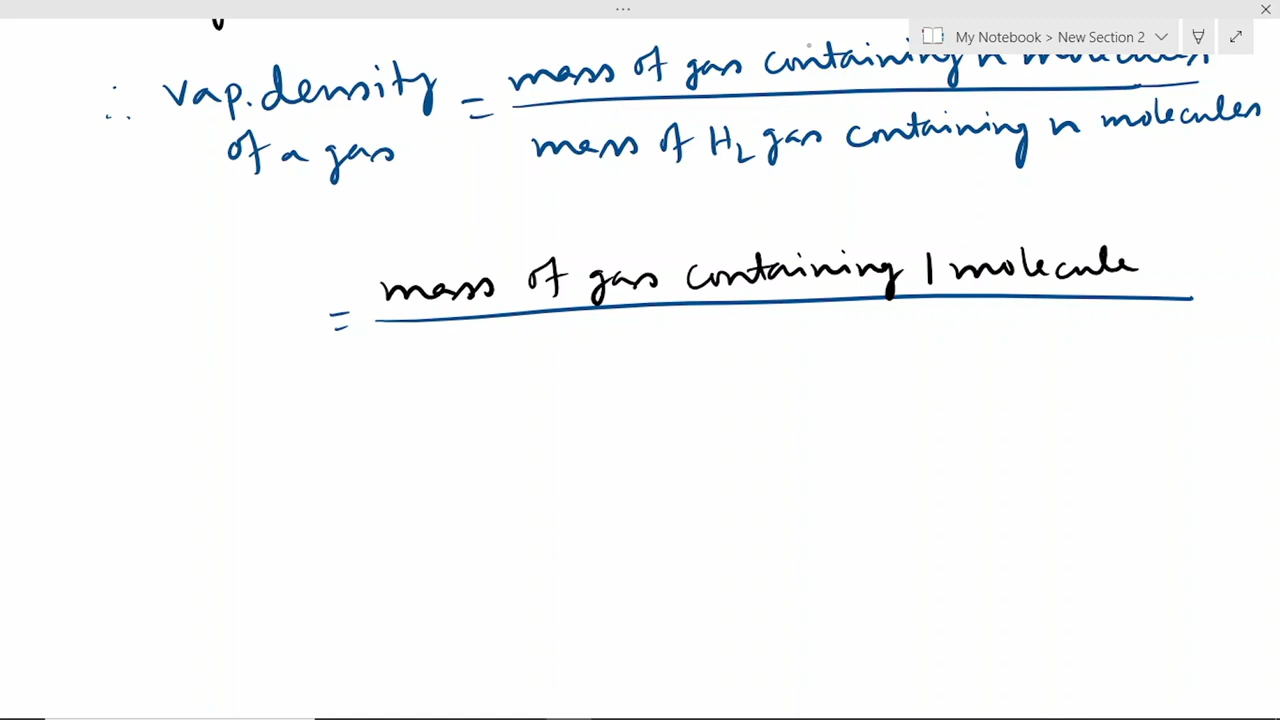 My Notebook > New Section 2
∴ vap. density = mass of gas containing n molecules
of a gas mass of H2 gas containing n molecules
= mass of gas containing 1 molecule